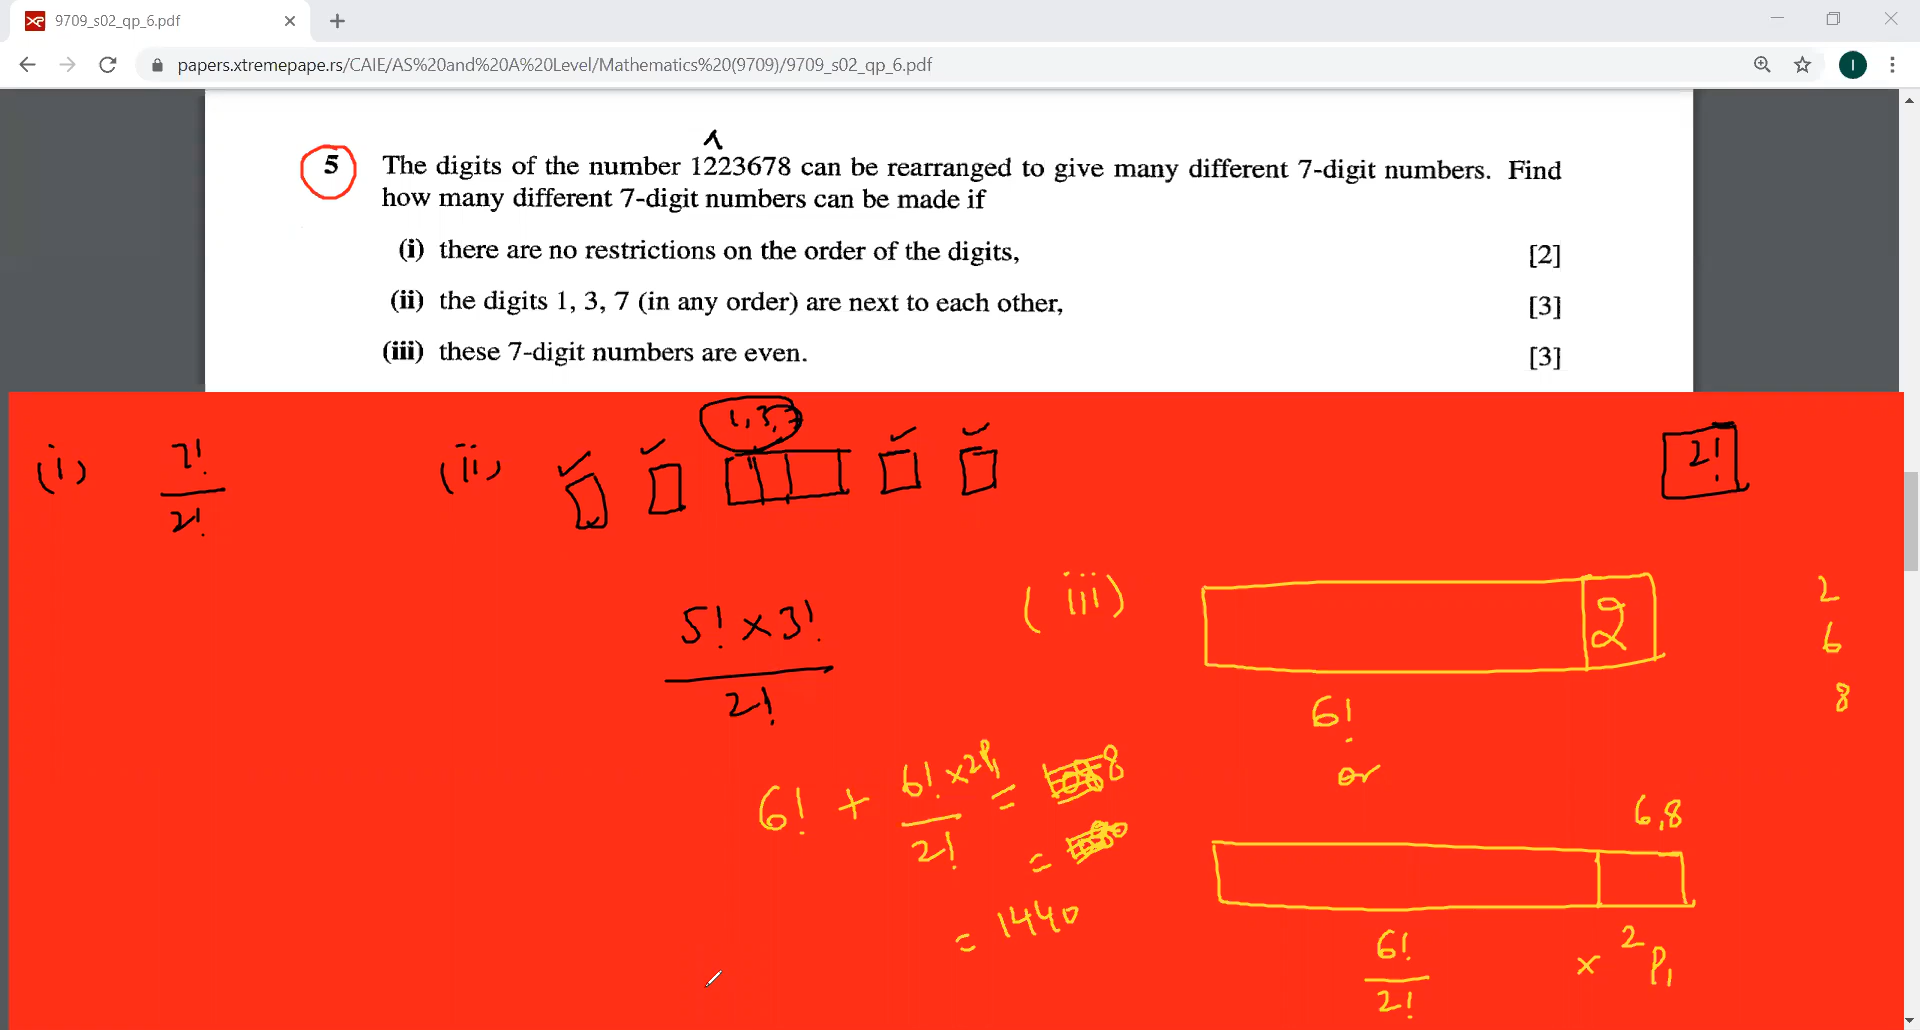 9709_s02_qp_6.pdf
papers.xtremepape.rs/CAIE/AS%20and%20A%20Level/Mathematics%20(9709)/9709_s02_qp_6.pdf
I
5 The digits of the number 1223678 can be rearranged to give many different 7-digit numbers. Find
how many different 7-digit numbers can be made if
(i) there are no restrictions on the order of the digits, [2]
(ii) the digits 1, 3, 7 (in any order) are next to each other, [3]
(iii) these 7-digit numbers are even. [3]
(i) 7!
2!
(ii) 1,3,7
2!
5! x 3!
2!
(iii) 2
2
6
8
6!
or
6! + 6! x 2P1 = 8
2!
=
= 1440
6,8
6!
2!
x 2P1